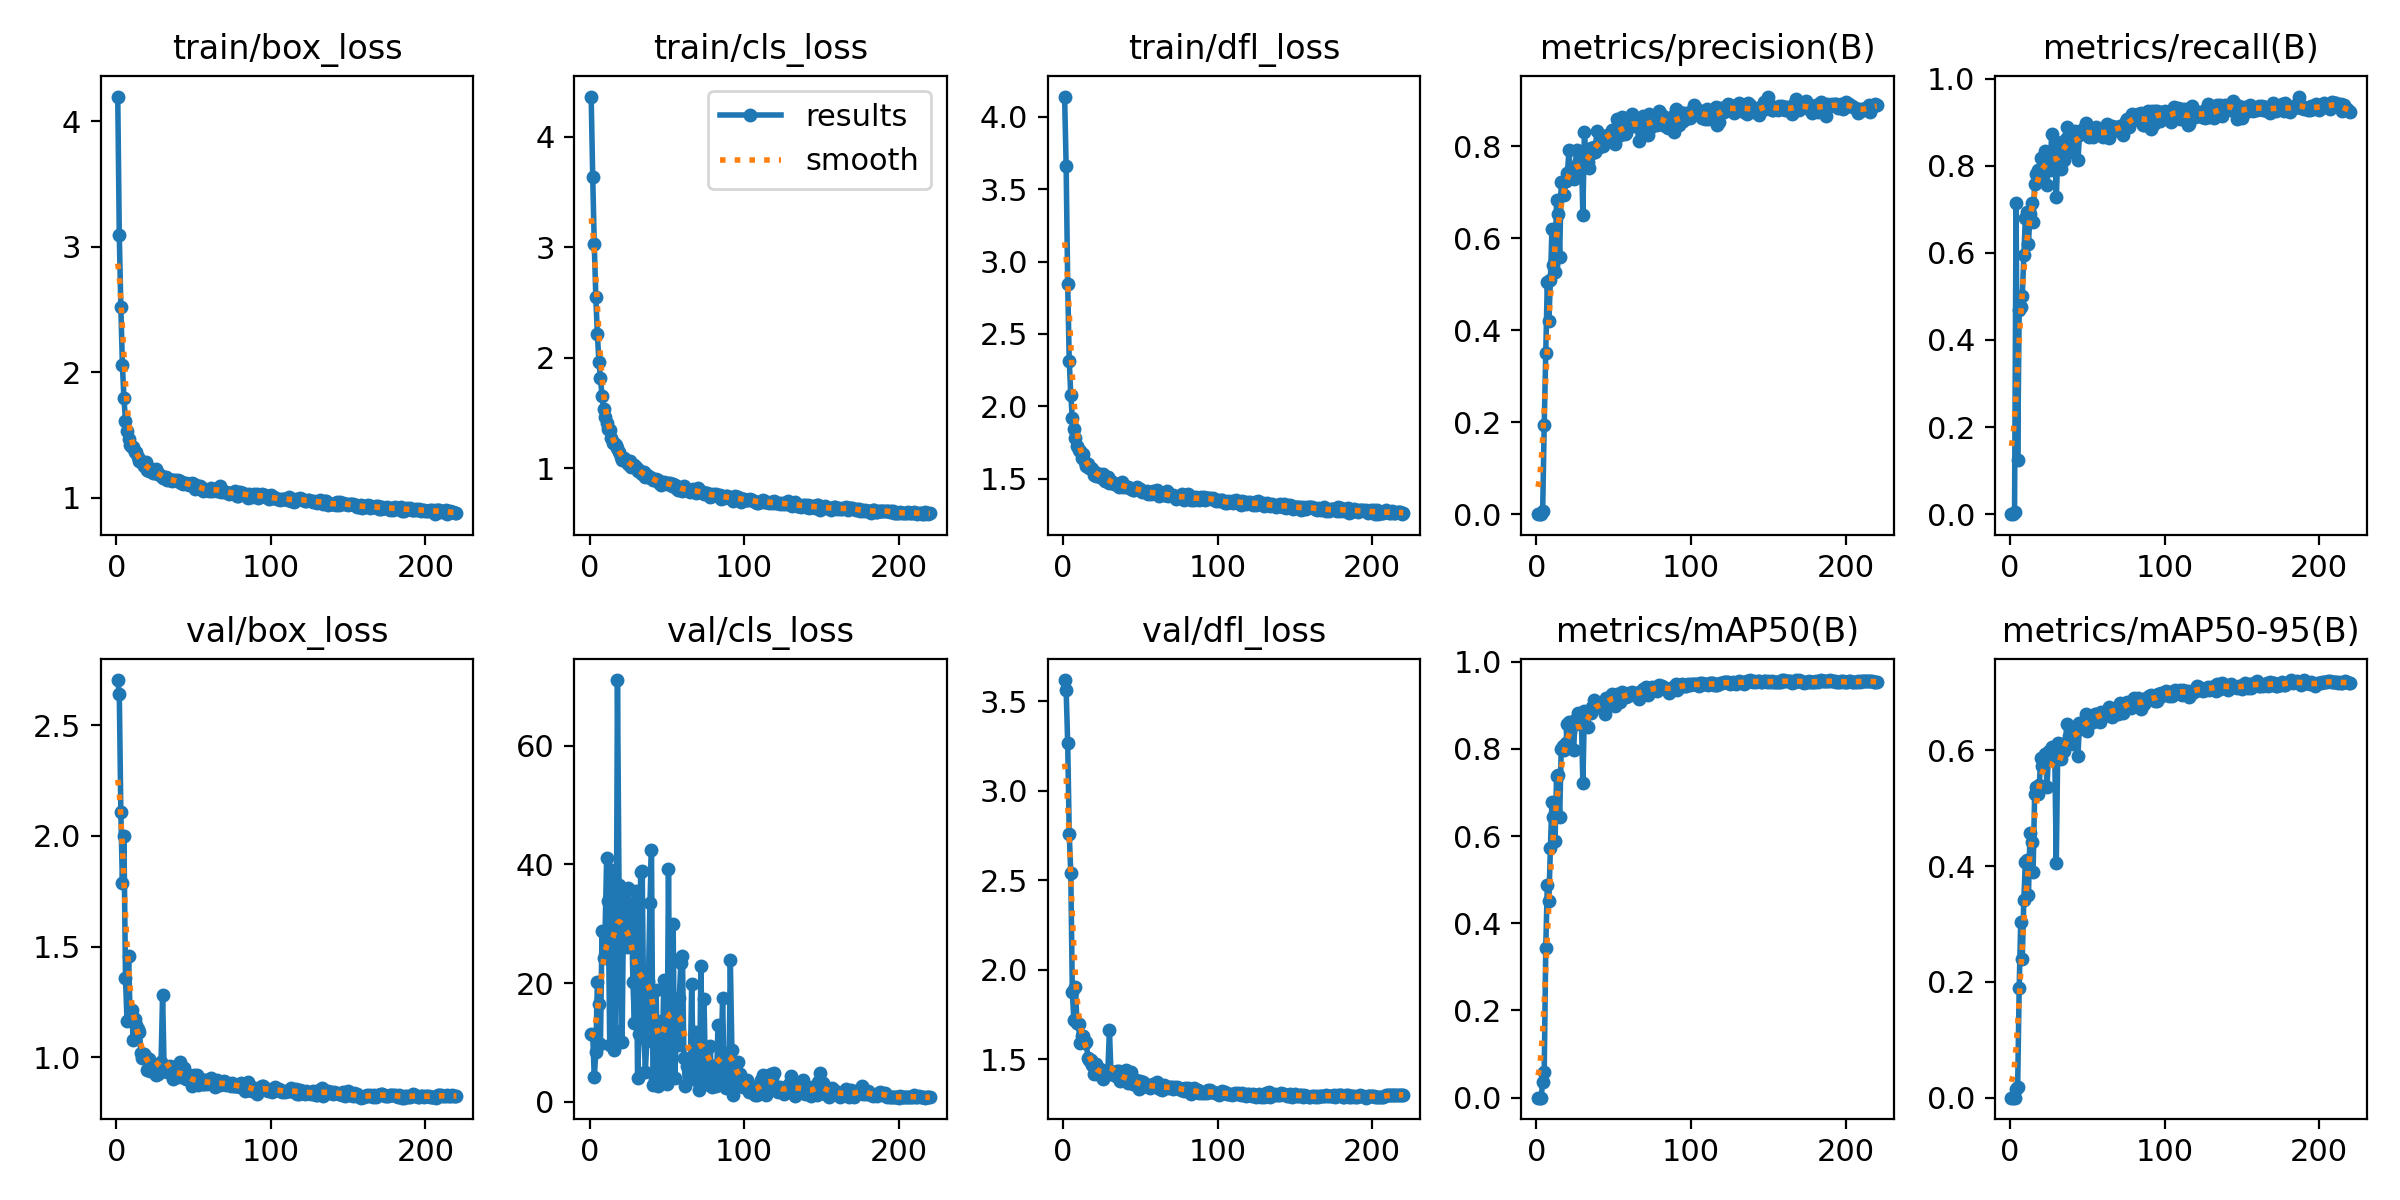 train/box_loss
4
3
2
1
0 100 200
train/cls_loss
results
smooth
4
3
2
1
0 100 200
train/dfl_loss
4.0
3.5
3.0
2.5
2.0
1.5
0 100 200
metrics/precision(B)
0.8
0.6
0.4
0.2
0.0
0 100 200
metrics/recall(B)
1.0
0.8
0.6
0.4
0.2
0.0
0 100 200
val/box_loss
2.5
2.0
1.5
1.0
0 100 200
val/cls_loss
60
40
20
0
0 100 200
val/dfl_loss
3.5
3.0
2.5
2.0
1.5
0 100 200
metrics/mAP50(B)
1.0
0.8
0.6
0.4
0.2
0.0
0 100 200
metrics/mAP50-95(B)
0.6
0.4
0.2
0.0
0 100 200